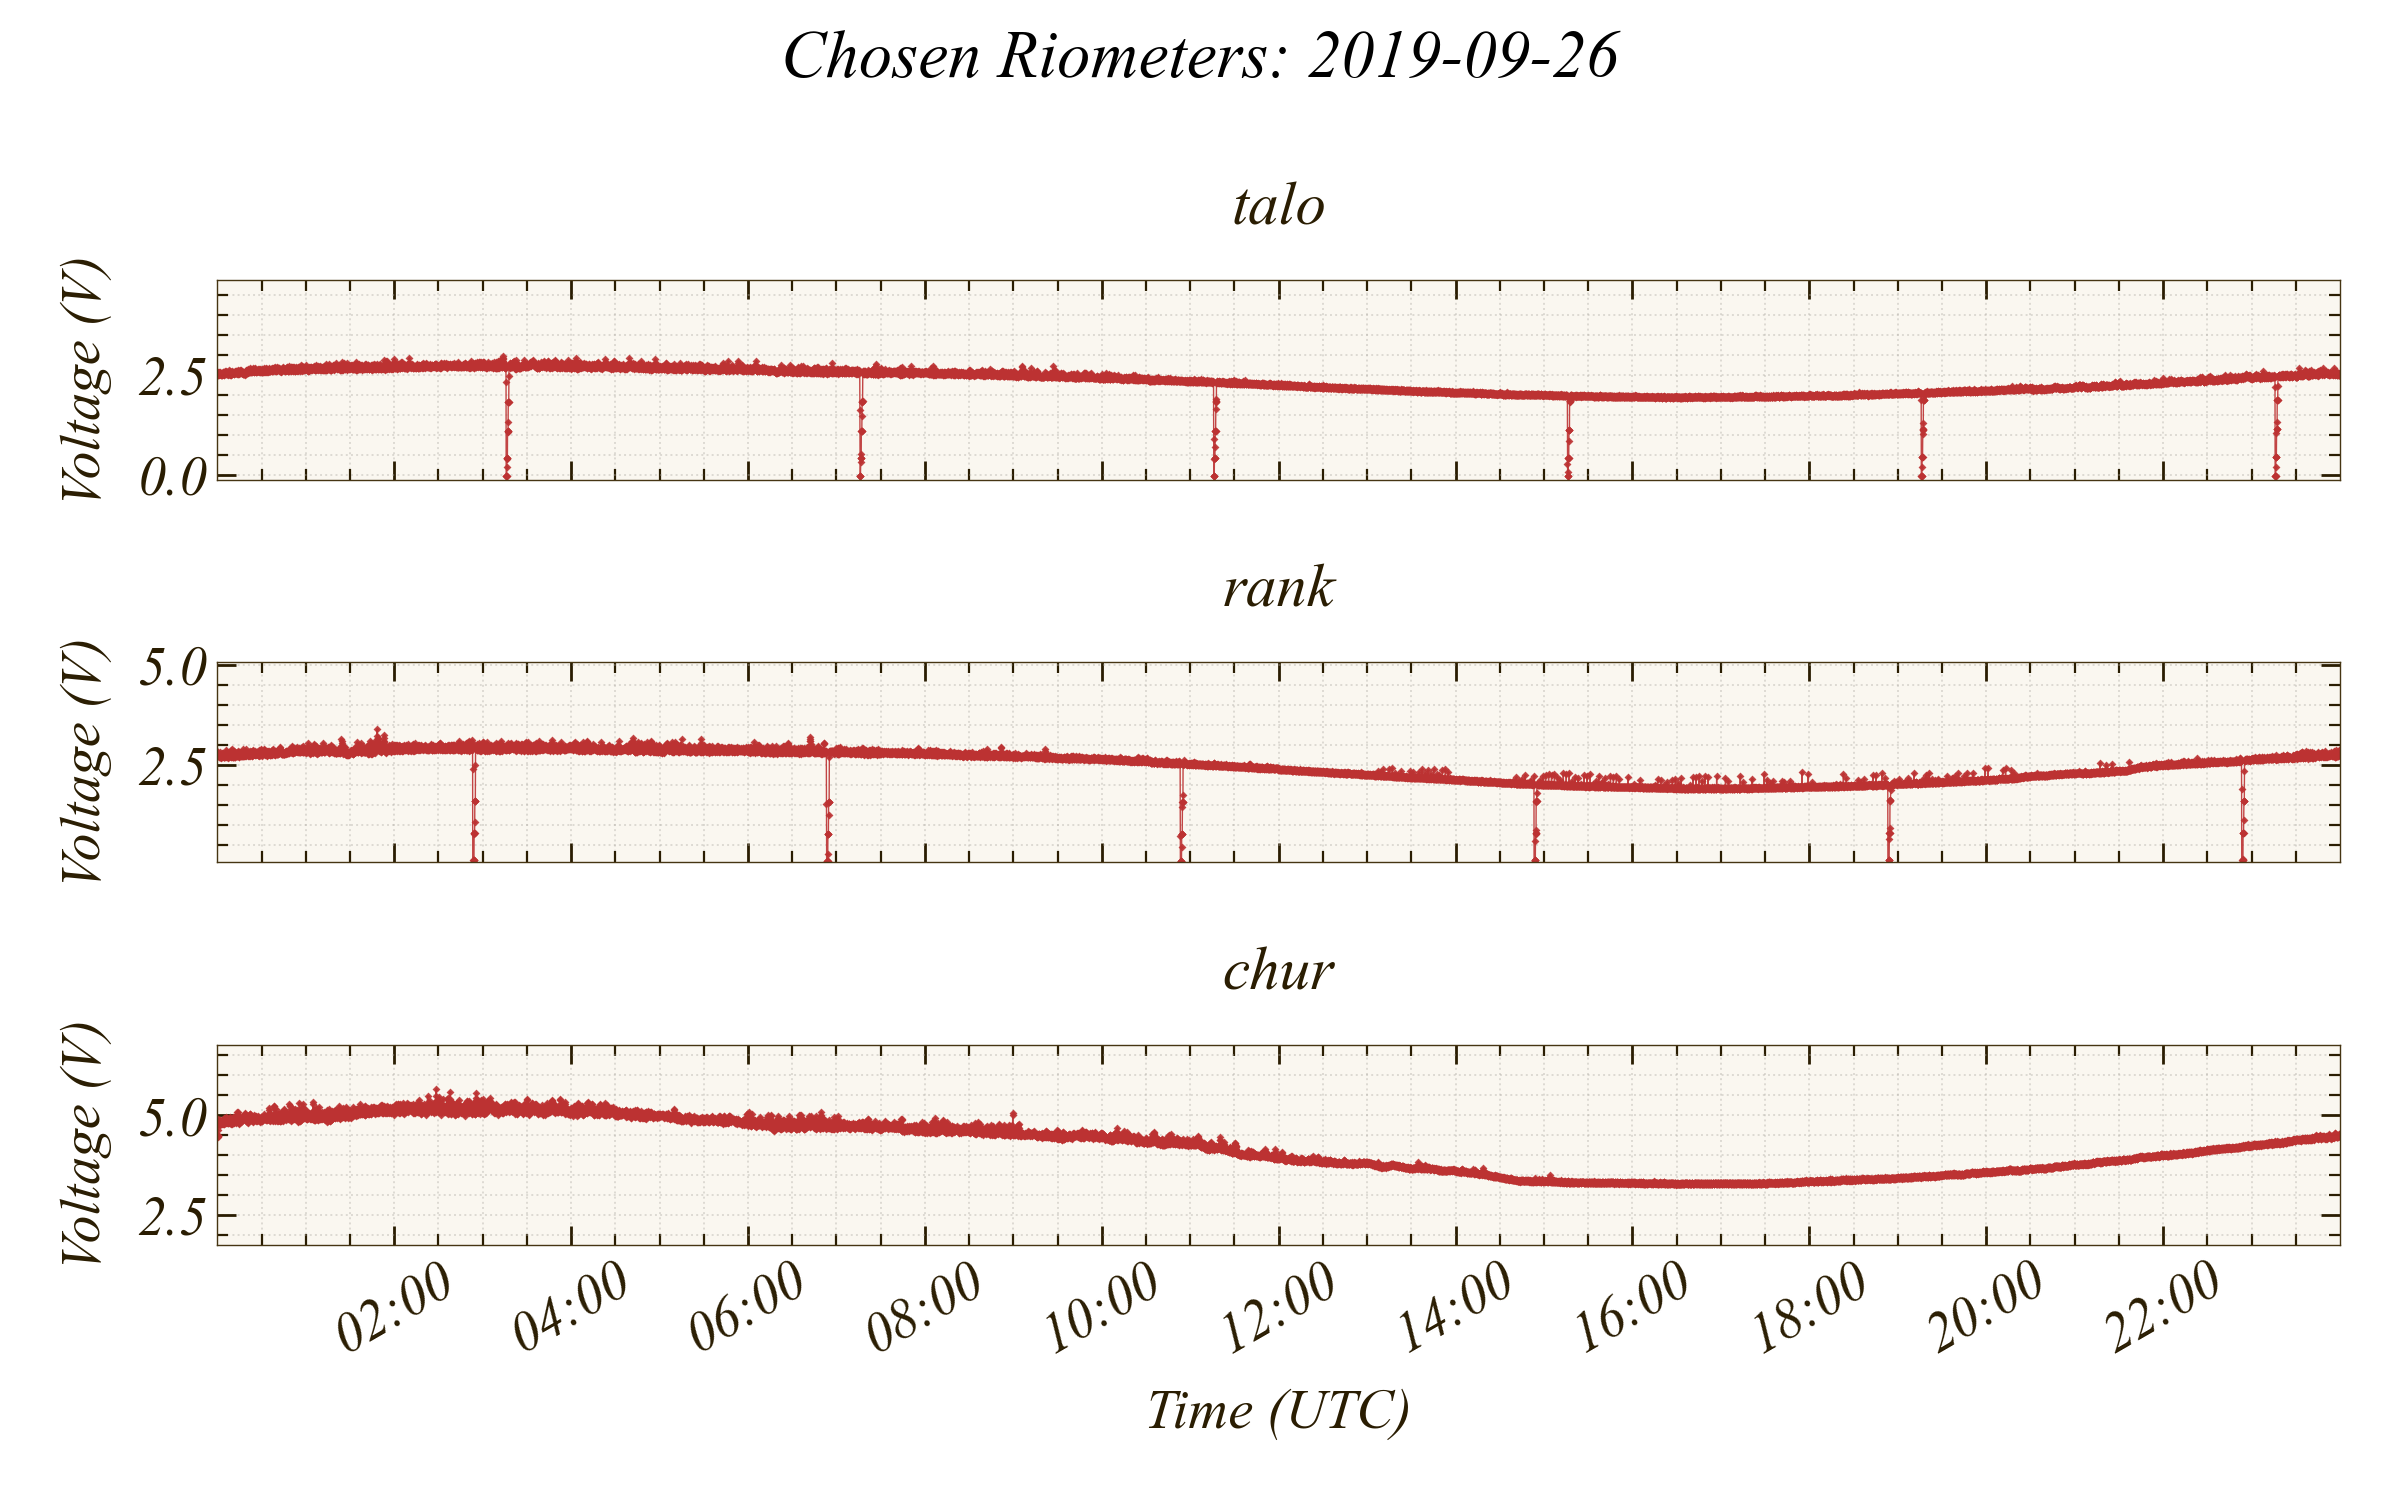 Chosen Riometers: 2019-09-26
talo
Voltage (V)
2.5
0.0
rank
Voltage (V)
5.0
2.5
chur
Voltage (V)
5.0
2.5
02:00 04:00 06:00 08:00 10:00 12:00 14:00 16:00 18:00 20:00 22:00
Time (UTC)